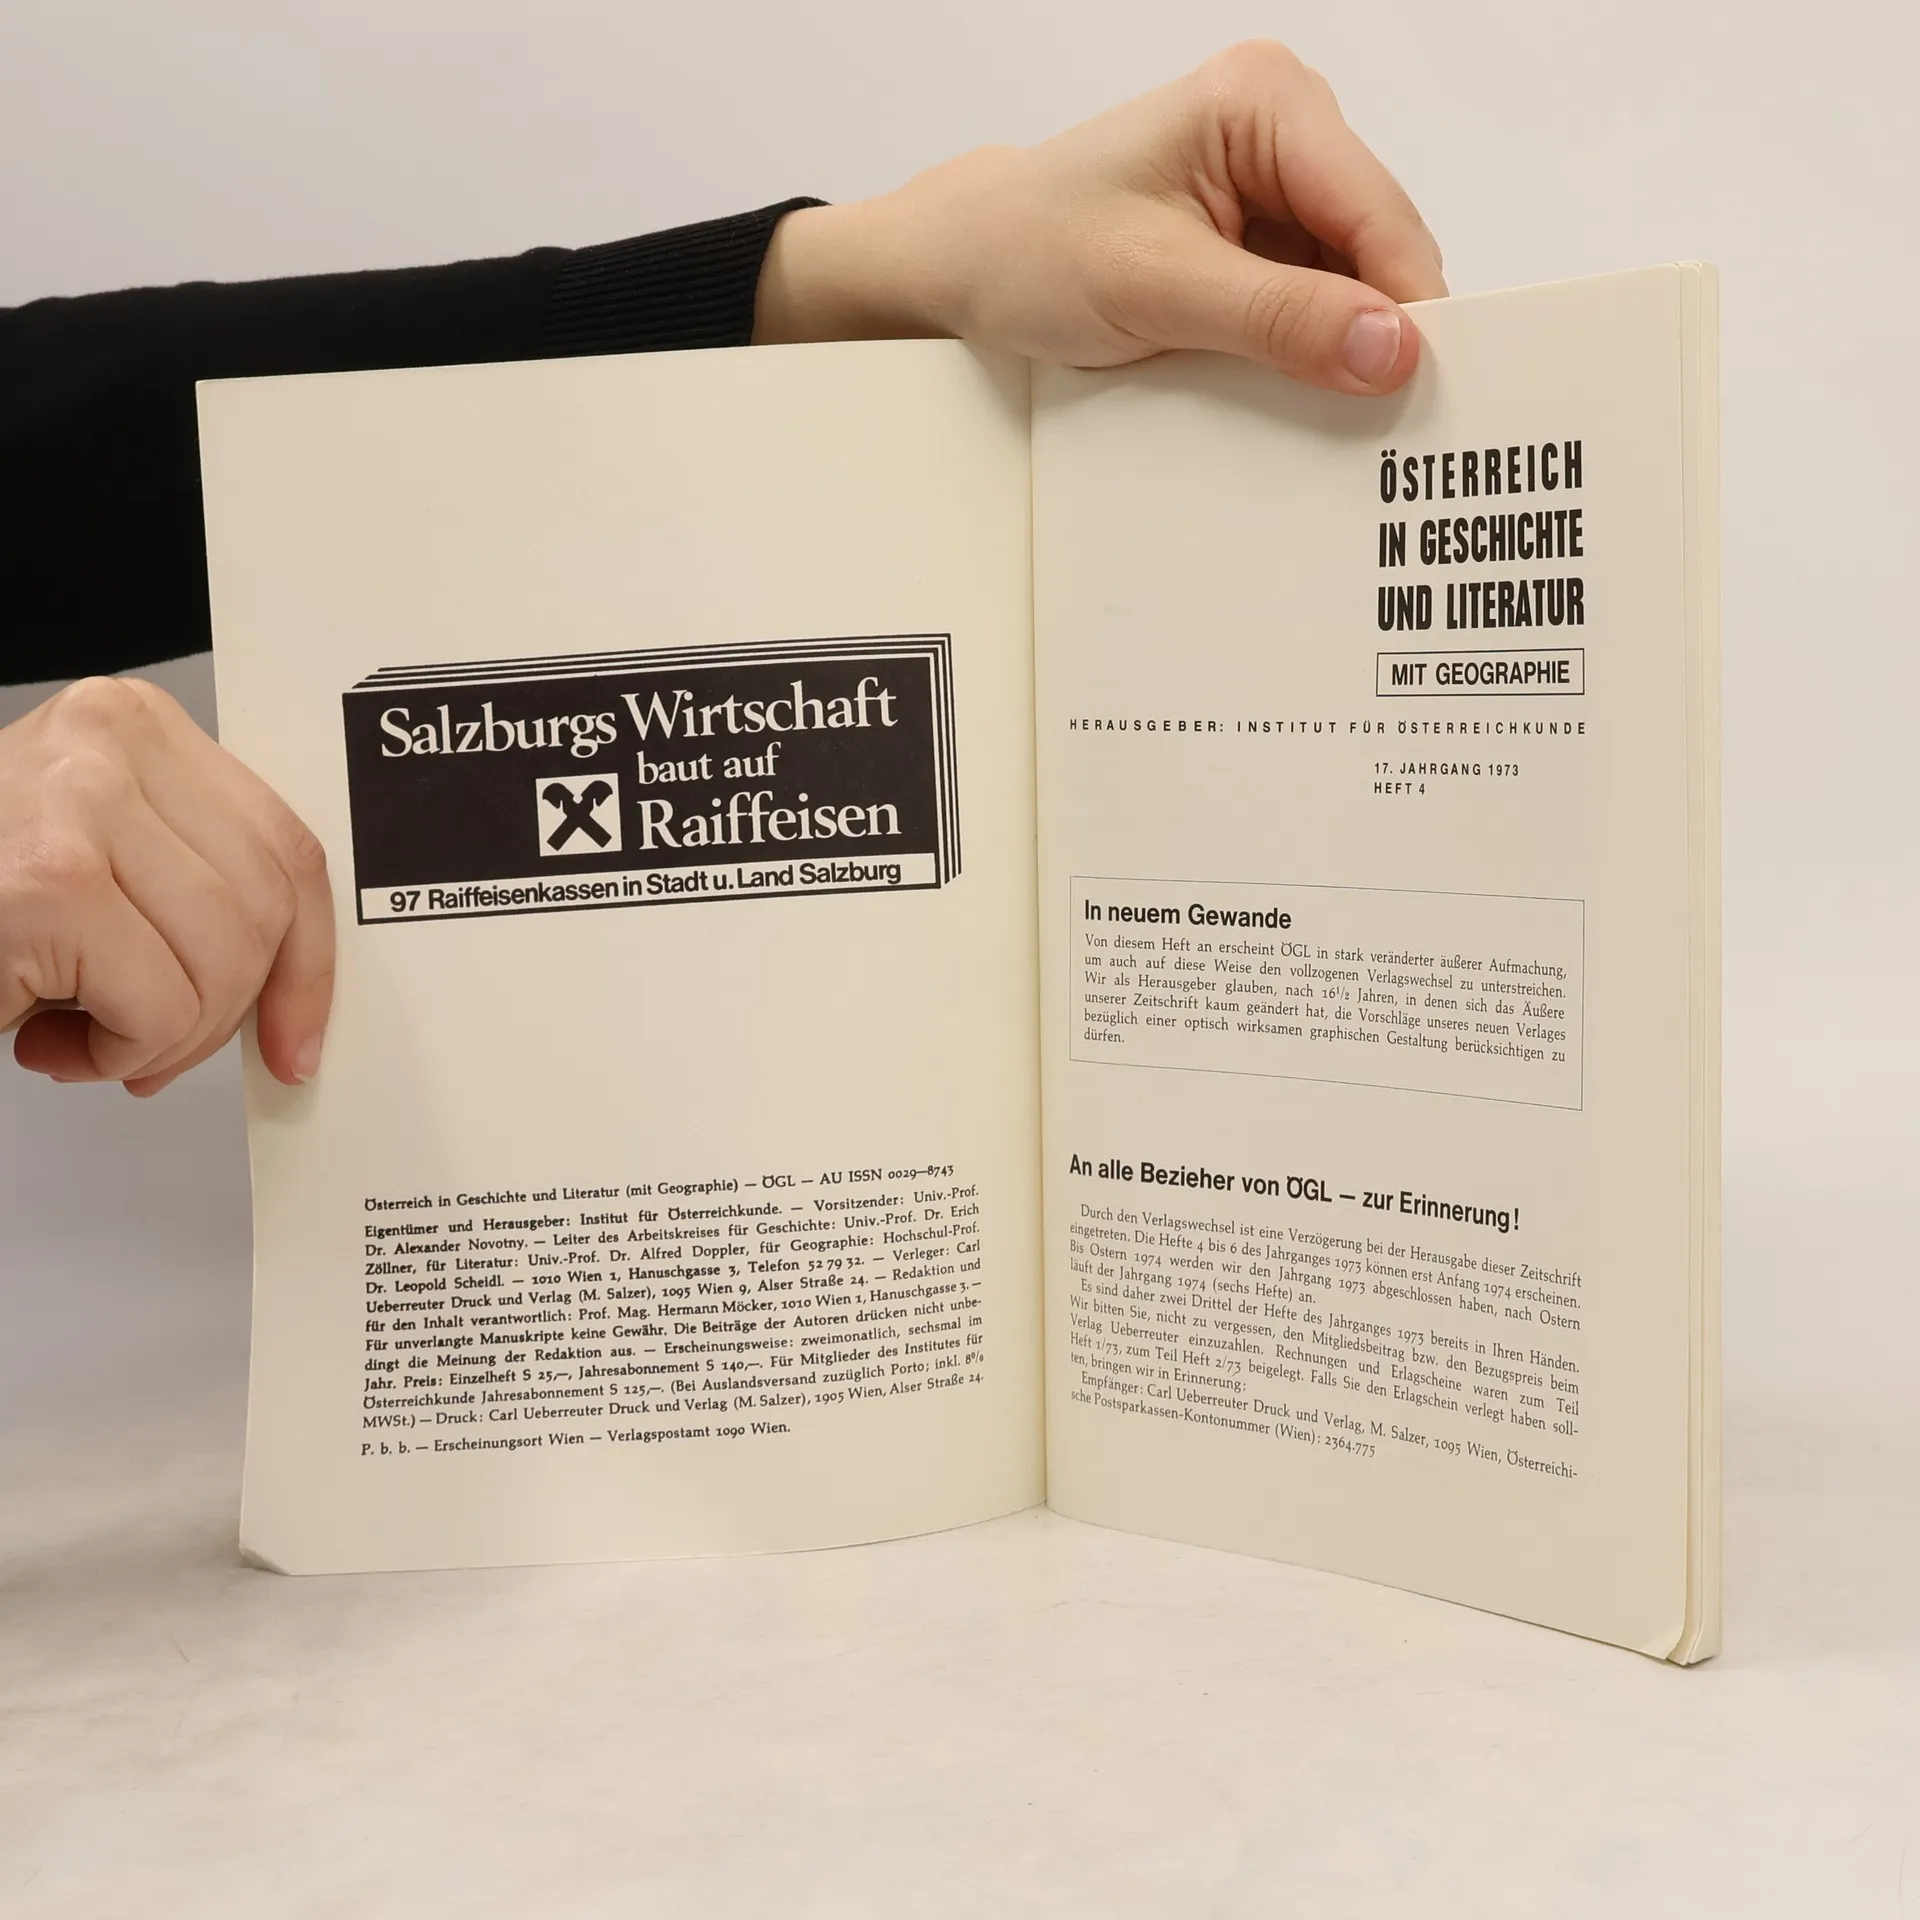 Salzburgs Wirtschaft
baut auf
Raiffeisen
97 Raiffeisenkassen in Stadt u. Land Salzburg
Österreich in Geschichte und Literatur (mit Geographie) — ÖGL — AU ISSN 0029—8743
Eigentümer und Herausgeber: Institut für Österreichkunde. — Vorsitzender: Univ.-Prof.
Dr. Alexander Novotny. — Leiter des Arbeitskreises für Geschichte: Univ.-Prof. Dr. Erich
Zöllner, für Literatur: Univ.-Prof. Dr. Alfred Doppler, für Geographie: Hochschul-Prof.
Dr. Leopold Scheidl. — 1010 Wien 1, Hanuschgasse 3, Telefon 52 79 32. — Verleger: Carl
Ueberreuter Druck und Verlag (M. Salzer), 1095 Wien 9, Alser Straße 24. — Redaktion und
für den Inhalt verantwortlich: Prof. Mag. Hermann Möcker, 1010 Wien 1, Hanuschgasse 3. —
Für unverlangte Manuskripte keine Gewähr. Die Beiträge der Autoren drücken nicht unbe-
dingt die Meinung der Redaktion aus. — Erscheinungsweise: zweimonatlich, sechsmal im
Jahr. Preis: Einzelheft S 25,—, Jahresabonnement S 140,—. Für Mitglieder des Institutes für
Österreichkunde Jahresabonnement S 125,—. (Bei Auslandsversand zuzüglich Porto; inkl. 8%
MWSt.) — Druck: Carl Ueberreuter Druck und Verlag (M. Salzer), 1905 Wien, Alser Straße 24.
P. b. b. — Erscheinungsort Wien — Verlagspostamt 1090 Wien.
ÖSTERREICH
IN GESCHICHTE
UND LITERATUR
MIT GEOGRAPHIE
HERAUSGEBER: INSTITUT FÜR ÖSTERREICHKUNDE
17. JAHRGANG 1973
HEFT 4
In neuem Gewande
Von diesem Heft an erscheint ÖGL in stark veränderter äußerer Aufmachung,
um auch auf diese Weise den vollzogenen Verlagswechsel zu unterstreichen.
Wir als Herausgeber glauben, nach 16½ Jahren, in denen sich das Äußere
unserer Zeitschrift kaum geändert hat, die Vorschläge unseres neuen Verlages
bezüglich einer optisch wirksamen graphischen Gestaltung berücksichtigen zu
dürfen.
An alle Bezieher von ÖGL — zur Erinnerung!
Durch den Verlagswechsel ist eine Verzögerung bei der Herausgabe dieser Zeitschrift
eingetreten. Die Hefte 4 bis 6 des Jahrganges 1973 können erst Anfang 1974 erscheinen.
Bis Ostern 1974 werden wir den Jahrgang 1973 abgeschlossen haben, nach Ostern
läuft der Jahrgang 1974 (sechs Hefte) an.
Es sind daher zwei Drittel der Hefte des Jahrganges 1973 bereits in Ihren Händen.
Wir bitten Sie, nicht zu vergessen, den Mitgliedsbeitrag bzw. den Bezugspreis beim
Verlag Ueberreuter einzuzahlen. Rechnungen und Erlagscheine waren zum Teil
Heft 1/73, zum Teil Heft 2/73 beigelegt. Falls Sie den Erlagschein verlegt haben soll-
ten, bringen wir in Erinnerung:
Empfänger: Carl Ueberreuter Druck und Verlag, M. Salzer, 1095 Wien, Österreichi-
sche Postsparkassen-Kontonummer (Wien): 2364.775